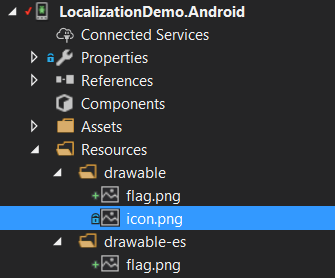 LocalizationDemo.Android
Connected Services
Properties
References
Components
Assets
Resources
drawable
flag.png
icon.png
drawable-es
flag.png